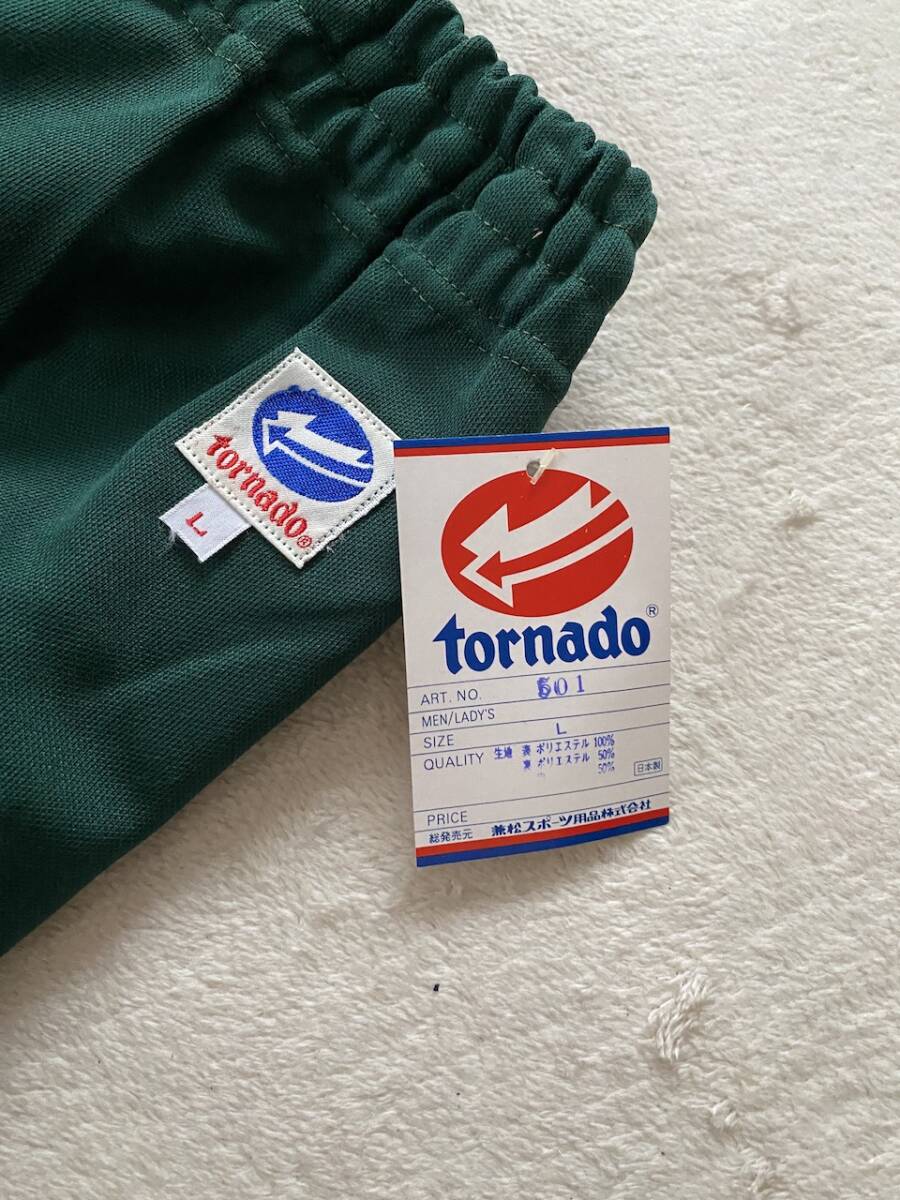 tornado®
L
tornado®
ART. NO. 501
MEN/LADY'S
SIZE L
QUALITY 生地 表 ポリエステル 100%
裏 ポリエステル 50%
50%
日本製
PRICE
総発売元 兼松スポーツ用品株式会社